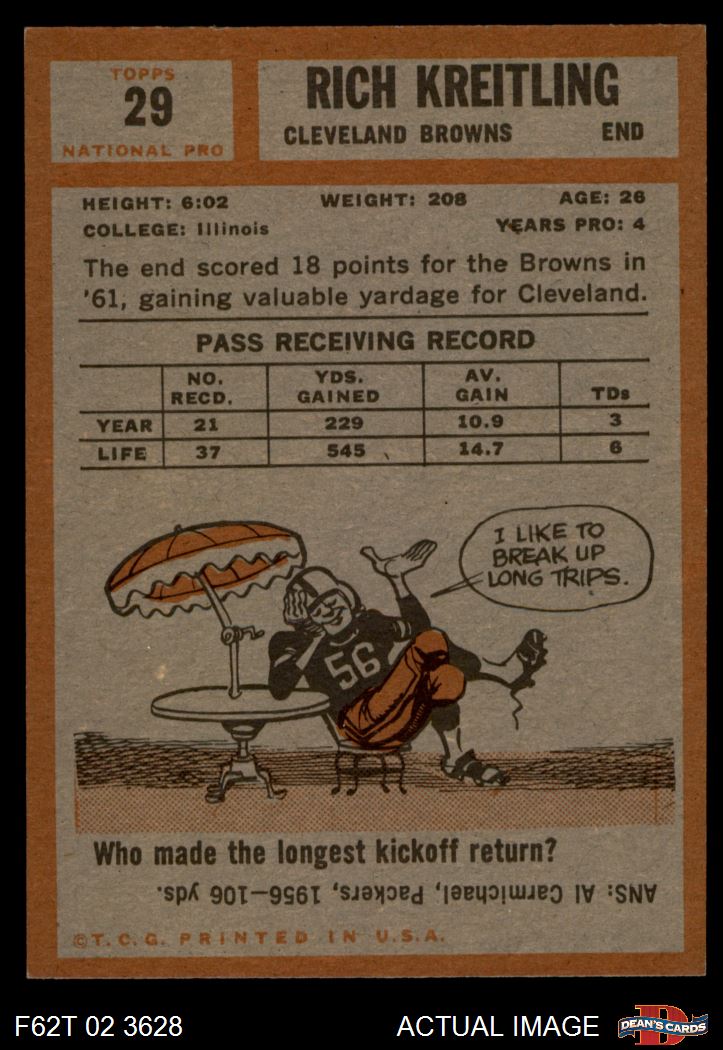 TOPPS
29
NATIONAL PRO
RICH KREITLING
CLEVELAND BROWNS END
HEIGHT: 6:02 WEIGHT: 208 AGE: 26
COLLEGE: Illinois YEARS PRO: 4
The end scored 18 points for the Browns in
'61, gaining valuable yardage for Cleveland.
PASS RECEIVING RECORD
NO. RECD. YDS. GAINED AV. GAIN TDs
YEAR 21 229 10.9 3
LIFE 37 545 14.7 6
I LIKE TO
BREAK UP
LONG TRIPS.
56
Who made the longest kickoff return?
ANS: Al Carmichael, Packers, 1956—106 yds.
©T.C.G. PRINTED IN U.S.A.
F62T 02 3628 ACTUAL IMAGE D DEAN'S CARDS